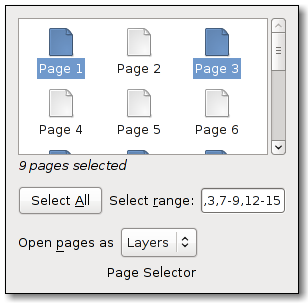 Page 1 Page 2 Page 3
Page 4 Page 5 Page 6
9 pages selected
Select All Select range: ,3,7-9,12-15
Open pages as Layers
Page Selector